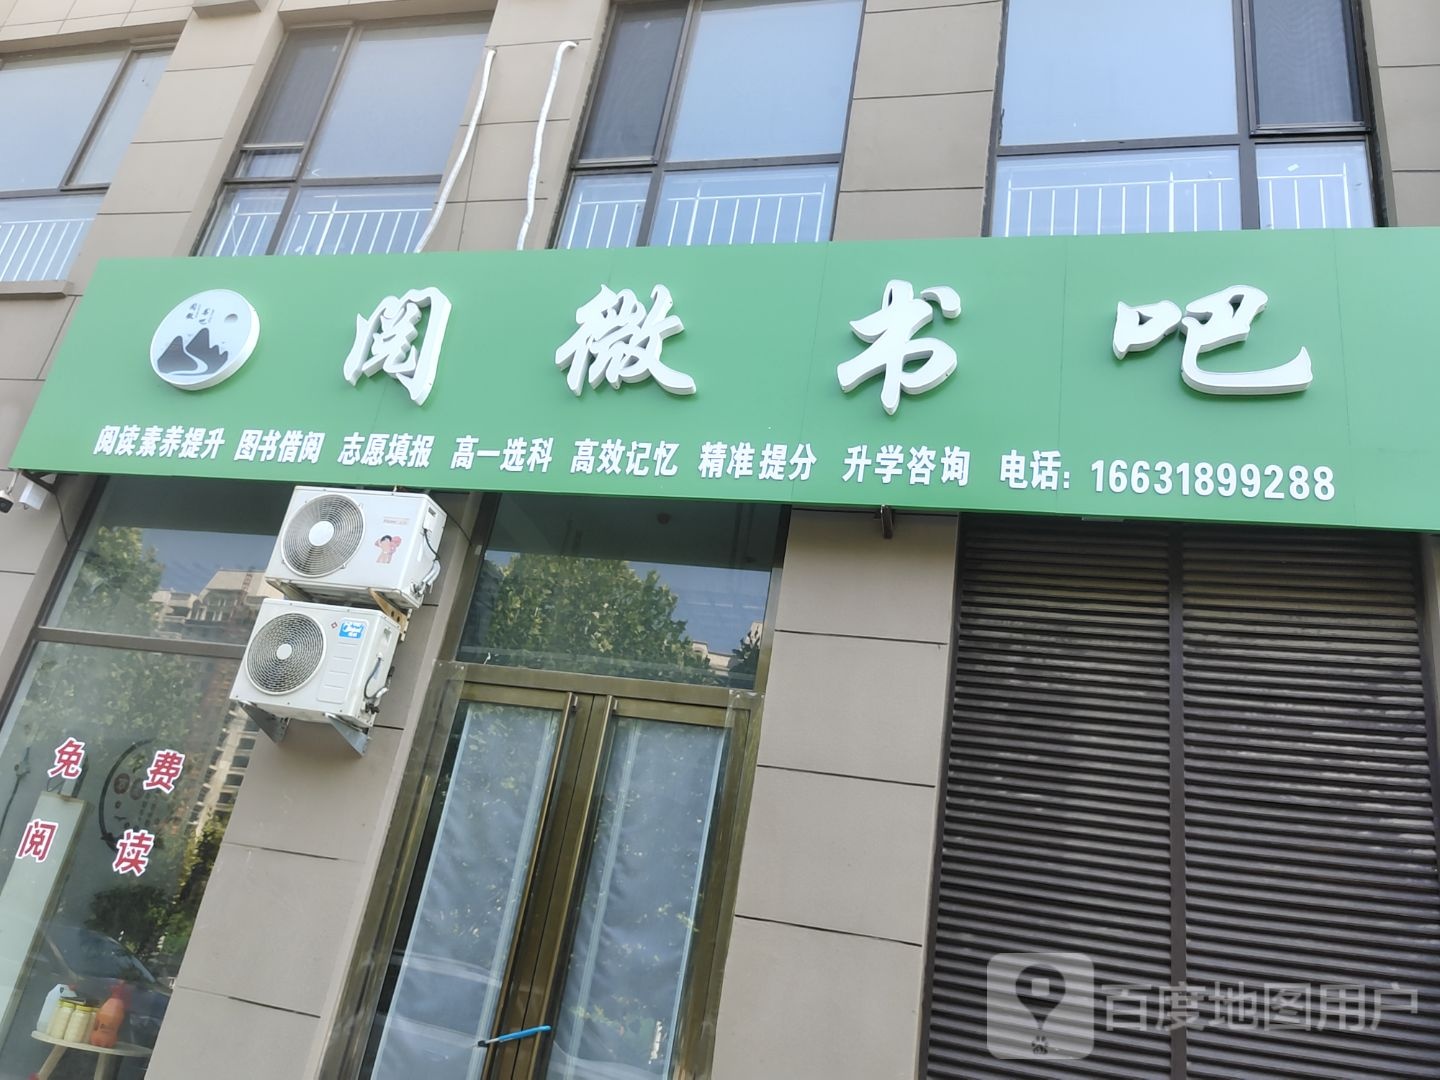 阅微书吧
阅读素养提升 图书借阅 志愿填报 高一选科 高效记忆 精准提分 升学咨询 电话: 16631899288
免费
阅读
百度地图用户